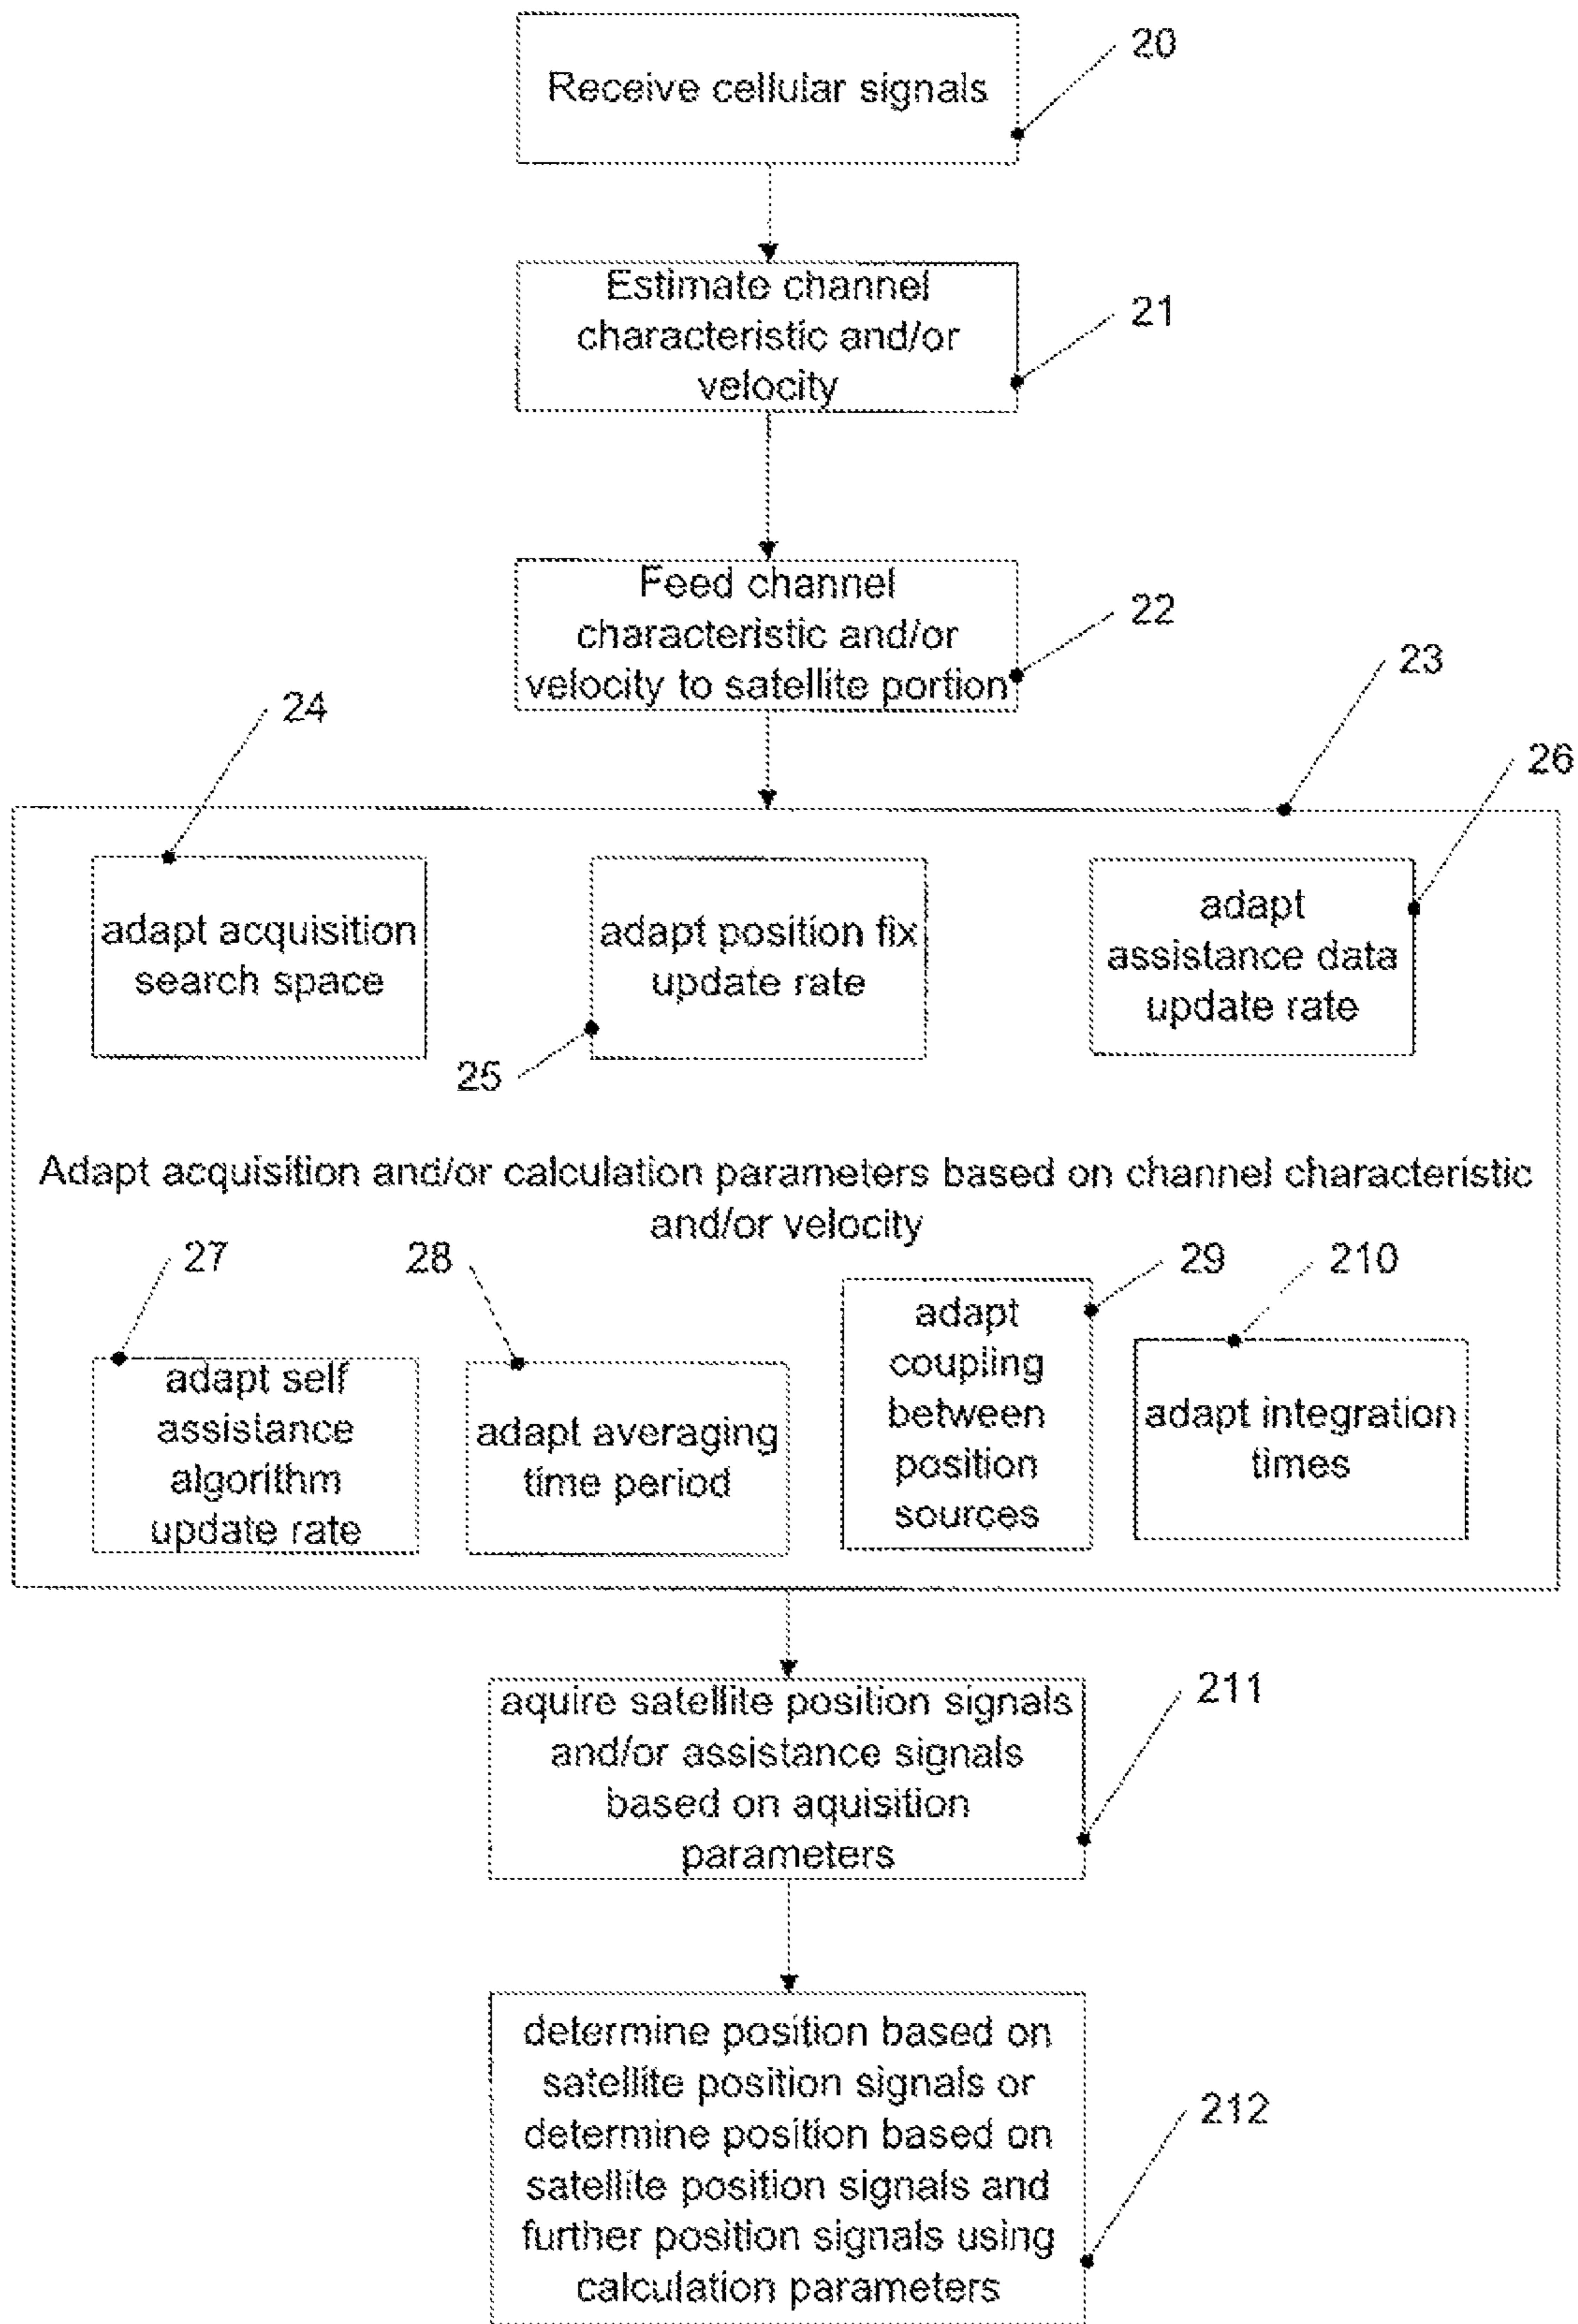 20
Receive cellular signals
Estimate channel
characteristic and/or
velocity
21
Feed channel
characteristic and/or
velocity to satellite portion
22
23
24
26
adapt acquisition
search space
adapt position fix
update rate
25
adapt
assistance data
update rate
Adapt acquisition and/or calculation parameters based on channel characteristic
and/or velocity
27
28
29
210
adapt self
assistance
algorithm
update rate
adapt averaging
time period
adapt
coupling
between
position
sources
adapt integration
times
aquire satellite position signals
and/or assistance signals
based on aquisition
parameters
211
determine position based on
satellite position signals or
determine position based on
satellite position signals and
further position signals using
calculation parameters
212